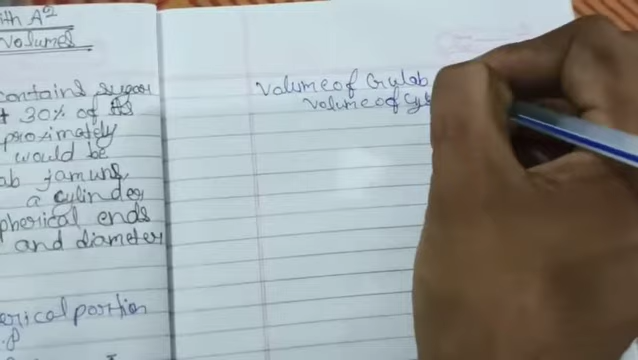 ith A²
Volumes
contains sugar
t 30% of its
proximately
would be
ab jamuns,
a cylinder
pherical ends
and diameter
erical portion
Volume of Gulab
Volume of cy